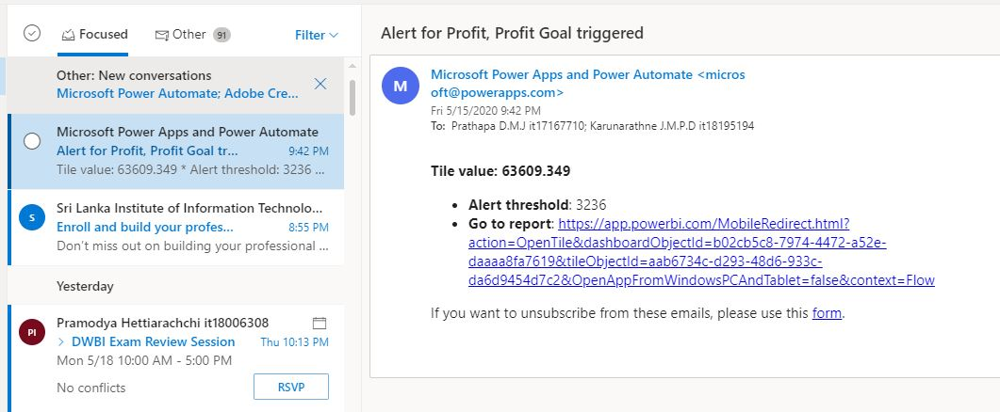 Focused
Other 91
Filter
Other: New conversations
Microsoft Power Automate; Adobe Cre...
Microsoft Power Apps and Power Automate
Alert for Profit, Profit Goal tr... 9:42 PM
Tile value: 63609.349 * Alert threshold: 3236 ...
S
Sri Lanka Institute of Information Technolo...
Enroll and build your profes... 8:55 PM
Don't miss out on building your professional ...
Yesterday
PI
Pramodya Hettiarachchi it18006308
> DWBI Exam Review Session Thu 10:13 PM
Mon 5/18 10:00 AM - 5:00 PM
No conflicts RSVP
Alert for Profit, Profit Goal triggered
M
Microsoft Power Apps and Power Automate <micros
oft@powerapps.com>
Fri 5/15/2020 9:42 PM
To: Prathapa D.M.J it17167710; Karunarathne J.M.P.D it18195194
Tile value: 63609.349
• Alert threshold: 3236
• Go to report: https://app.powerbi.com/MobileRedirect.html?
action=OpenTile&dashboardObjectId=b02cb5c8-7974-4472-a52e-
daaaa8fa7619&tileObjectId=aab6734c-d293-48d6-933c-
da6d9454d7c2&OpenAppFromWindowsPCAndTablet=false&context=Flow
If you want to unsubscribe from these emails, please use this form.